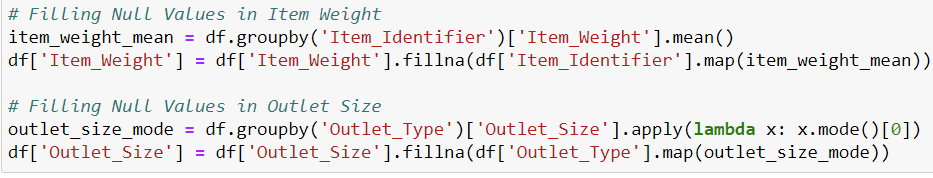 # Filling Null Values in Item Weight
item_weight_mean = df.groupby('Item_Identifier')['Item_Weight'].mean()
df['Item_Weight'] = df['Item_Weight'].fillna(df['Item_Identifier'].map(item_weight_mean))
# Filling Null Values in Outlet Size
outlet_size_mode = df.groupby('Outlet_Type')['Outlet_Size'].apply(lambda x: x.mode()[0])
df['Outlet_Size'] = df['Outlet_Size'].fillna(df['Outlet_Type'].map(outlet_size_mode))